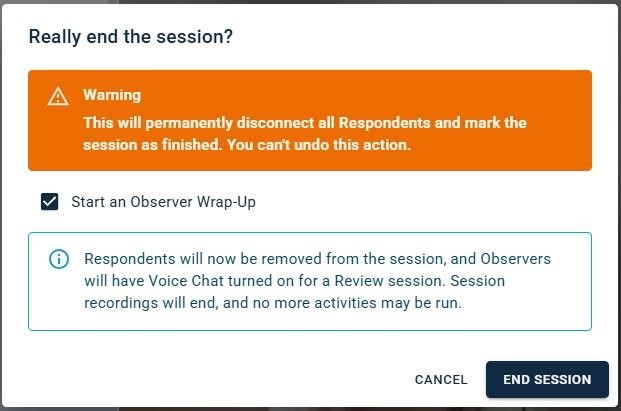 Really end the session?
Warning
This will permanently disconnect all Respondents and mark the
session as finished. You can't undo this action.
Start an Observer Wrap-Up
Respondents will now be removed from the session, and Observers
will have Voice Chat turned on for a Review session. Session
recordings will end, and no more activities may be run.
CANCEL
END SESSION